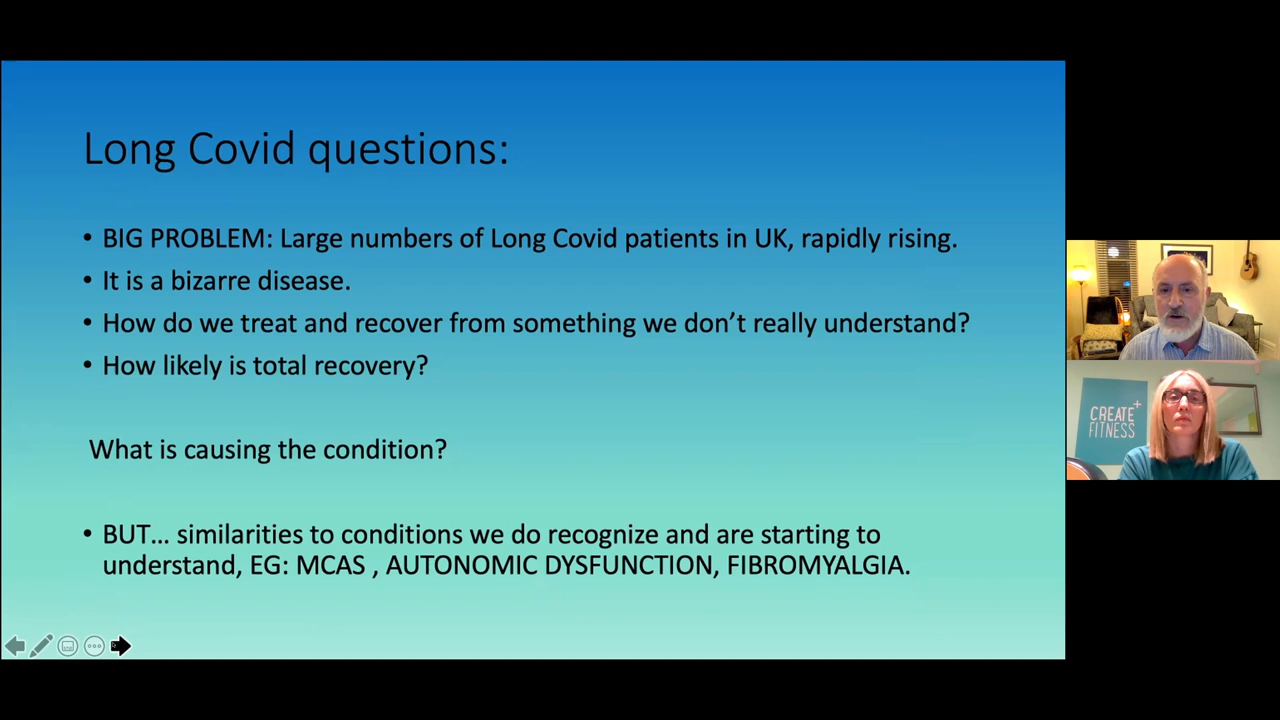 Long Covid questions:
• BIG PROBLEM: Large numbers of Long Covid patients in UK, rapidly rising.
• It is a bizarre disease.
• How do we treat and recover from something we don’t really understand?
• How likely is total recovery?
What is causing the condition?
• BUT... similarities to conditions we do recognize and are starting to
understand, EG: MCAS , AUTONOMIC DYSFUNCTION, FIBROMYALGIA.
CREATE+
FITNESS